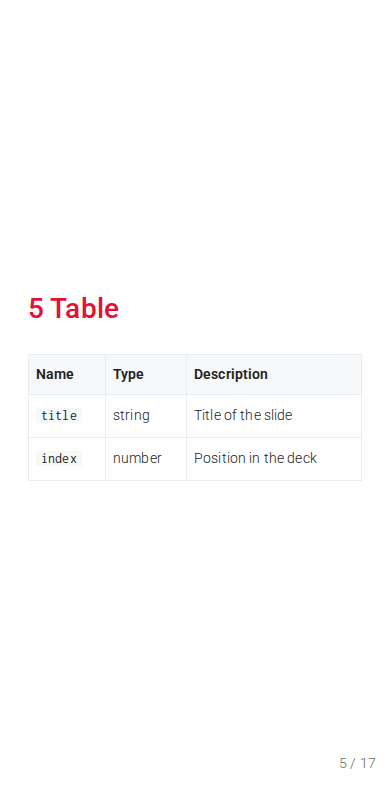 5 Table
Name Type Description
title string Title of the slide
index number Position in the deck
5 / 17